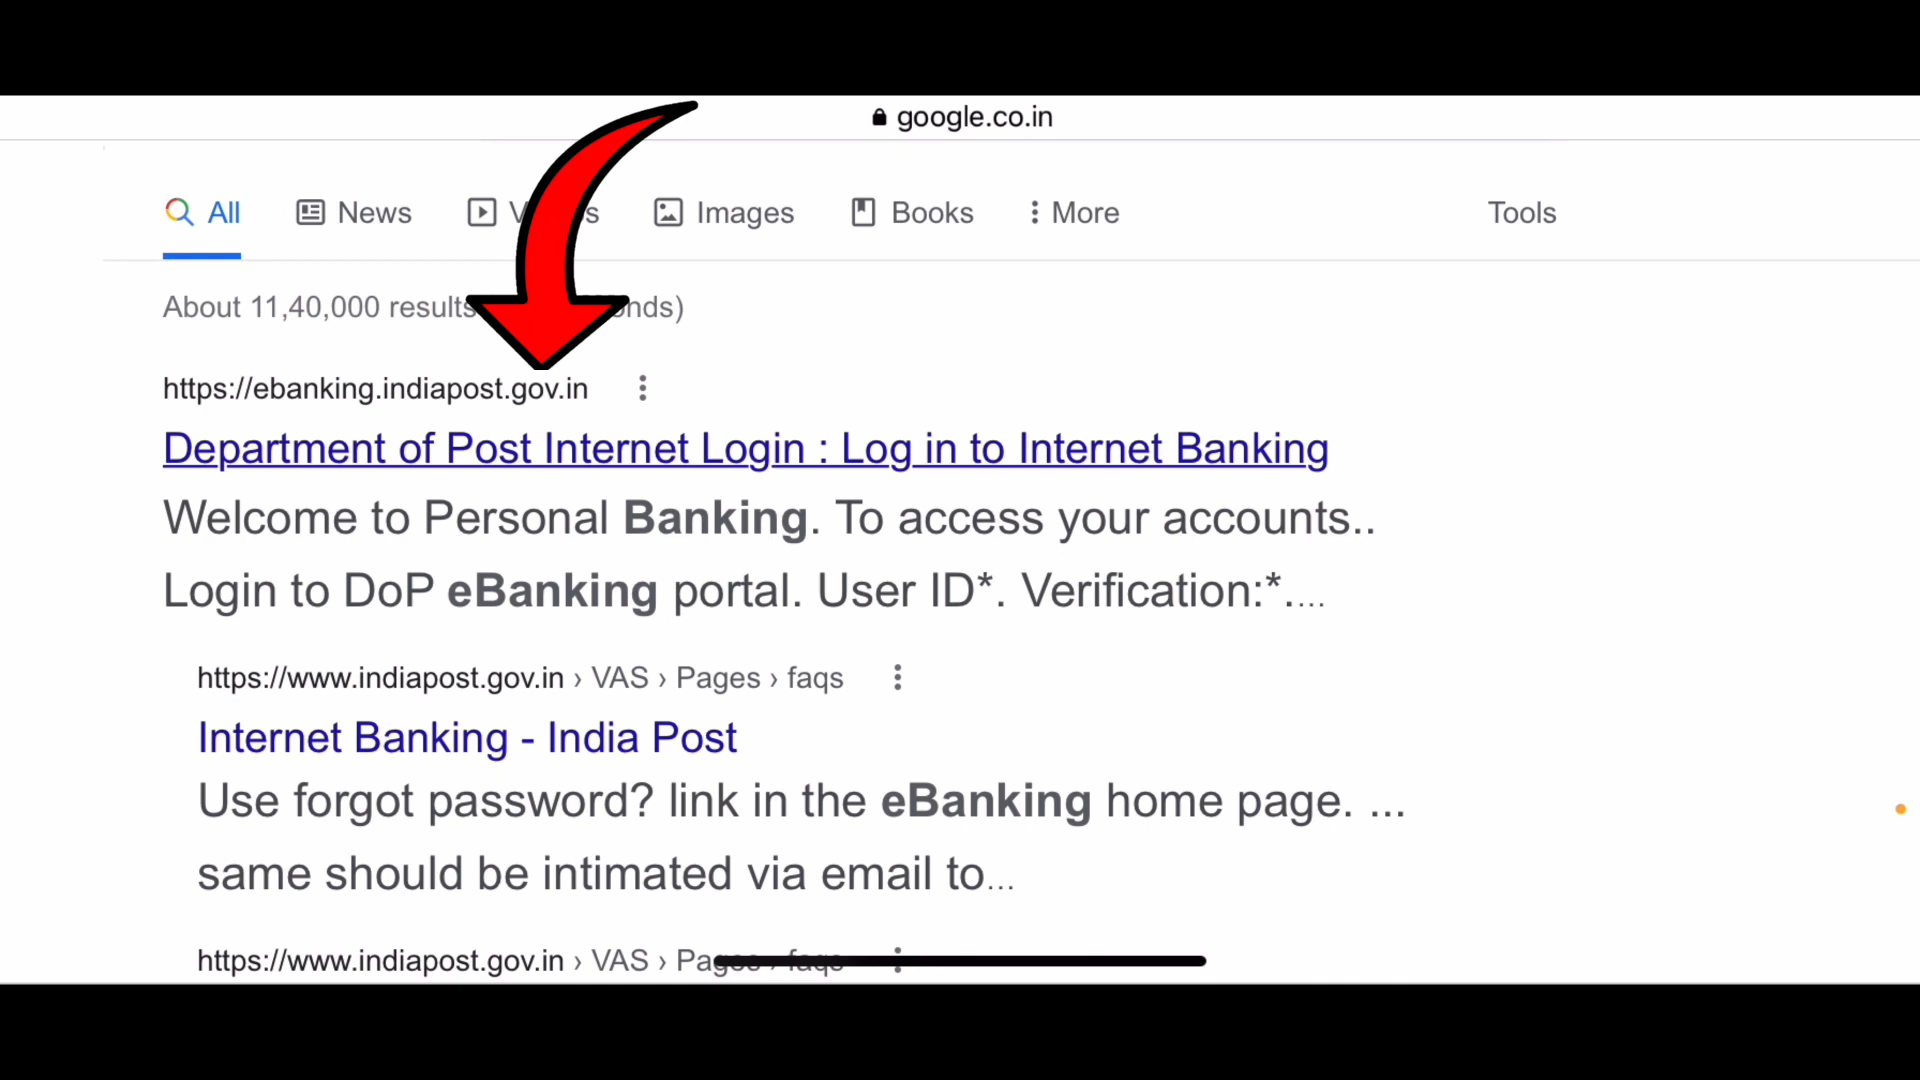 google.co.in
All News Images Books More Tools
About 11,40,000 results
https://ebanking.indiapost.gov.in
Department of Post Internet Login : Log in to Internet Banking
Welcome to Personal Banking. To access your accounts..
Login to DoP eBanking portal. User ID*. Verification:*....
https://www.indiapost.gov.in › VAS › Pages › faqs
Internet Banking - India Post
Use forgot password? link in the eBanking home page. ...
same should be intimated via email to...
https://www.indiapost.gov.in › VAS › Pages › faqs